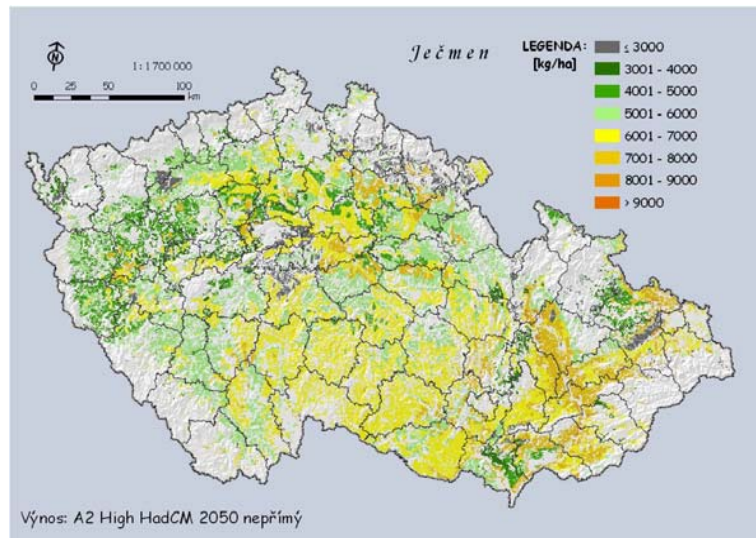 Ječmen
N
1:1 700 000
0 50 100
km
LEGENDA:
[kg/ha]
≤ 3000
3001 - 4000
4001 - 5000
5001 - 6000
6001 - 7000
7001 - 8000
8001 - 9000
> 9000
Výnos: A2 High HadCM 2050 nepřímý